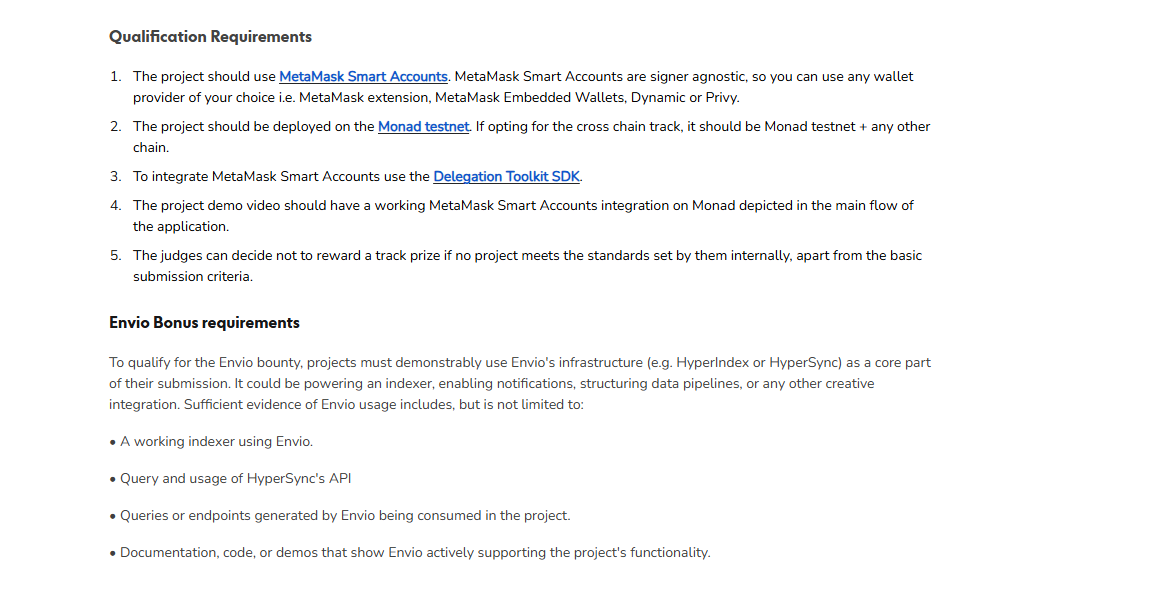 Qualification Requirements
1. The project should use MetaMask Smart Accounts. MetaMask Smart Accounts are signer agnostic, so you can use any wallet
provider of your choice i.e. MetaMask extension, MetaMask Embedded Wallets, Dynamic or Privy.
2. The project should be deployed on the Monad testnet. If opting for the cross chain track, it should be Monad testnet + any other
chain.
3. To integrate MetaMask Smart Accounts use the Delegation Toolkit SDK.
4. The project demo video should have a working MetaMask Smart Accounts integration on Monad depicted in the main flow of
the application.
5. The judges can decide not to reward a track prize if no project meets the standards set by them internally, apart from the basic
submission criteria.
Envio Bonus requirements
To qualify for the Envio bounty, projects must demonstrably use Envio's infrastructure (e.g. HyperIndex or HyperSync) as a core part
of their submission. It could be powering an indexer, enabling notifications, structuring data pipelines, or any other creative
integration. Sufficient evidence of Envio usage includes, but is not limited to:
• A working indexer using Envio.
• Query and usage of HyperSync's API
• Queries or endpoints generated by Envio being consumed in the project.
• Documentation, code, or demos that show Envio actively supporting the project's functionality.